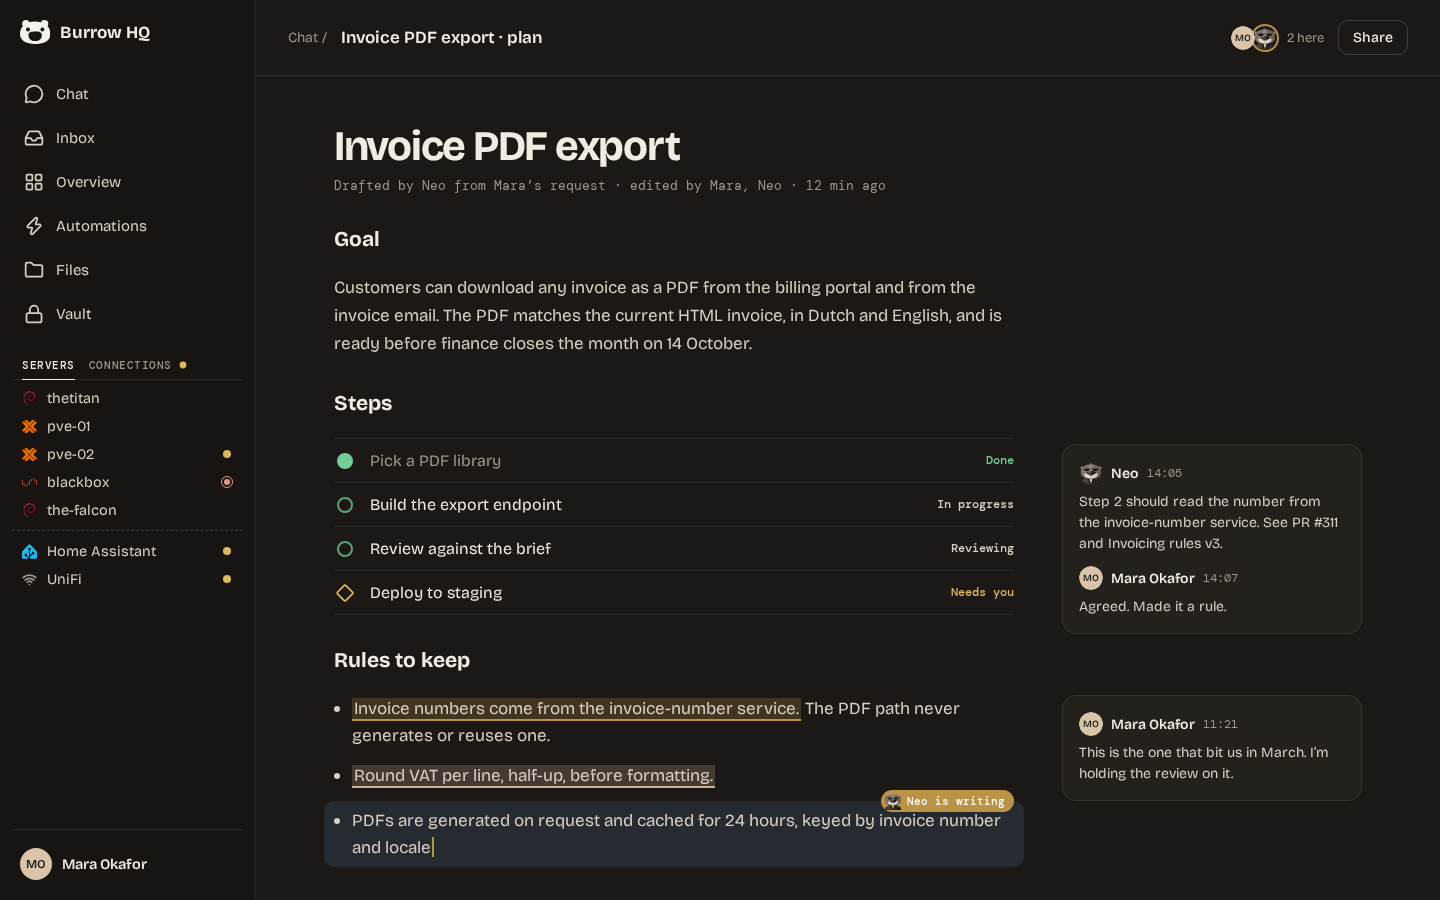 Burrow HQ
Chat
Inbox
Overview
Automations
Files
Vault
SERVERS CONNECTIONS
thetitan
pve-01
pve-02
blackbox
the-falcon
Home Assistant
UniFi
MO Mara Okafor
Chat / Invoice PDF export · plan
MO 2 here Share
Invoice PDF export
Drafted by Neo from Mara's request · edited by Mara, Neo · 12 min ago
Goal
Customers can download any invoice as a PDF from the billing portal and from the
invoice email. The PDF matches the current HTML invoice, in Dutch and English, and is
ready before finance closes the month on 14 October.
Steps
Pick a PDF library Done
Build the export endpoint In progress
Review against the brief Reviewing
Deploy to staging Needs you
Rules to keep
Invoice numbers come from the invoice-number service. The PDF path never
generates or reuses one.
Round VAT per line, half-up, before formatting.
Neo is writing
PDFs are generated on request and cached for 24 hours, keyed by invoice number
and locale
Neo 14:05
Step 2 should read the number from
the invoice-number service. See PR #311
and Invoicing rules v3.
MO Mara Okafor 14:07
Agreed. Made it a rule.
MO Mara Okafor 11:21
This is the one that bit us in March. I'm
holding the review on it.